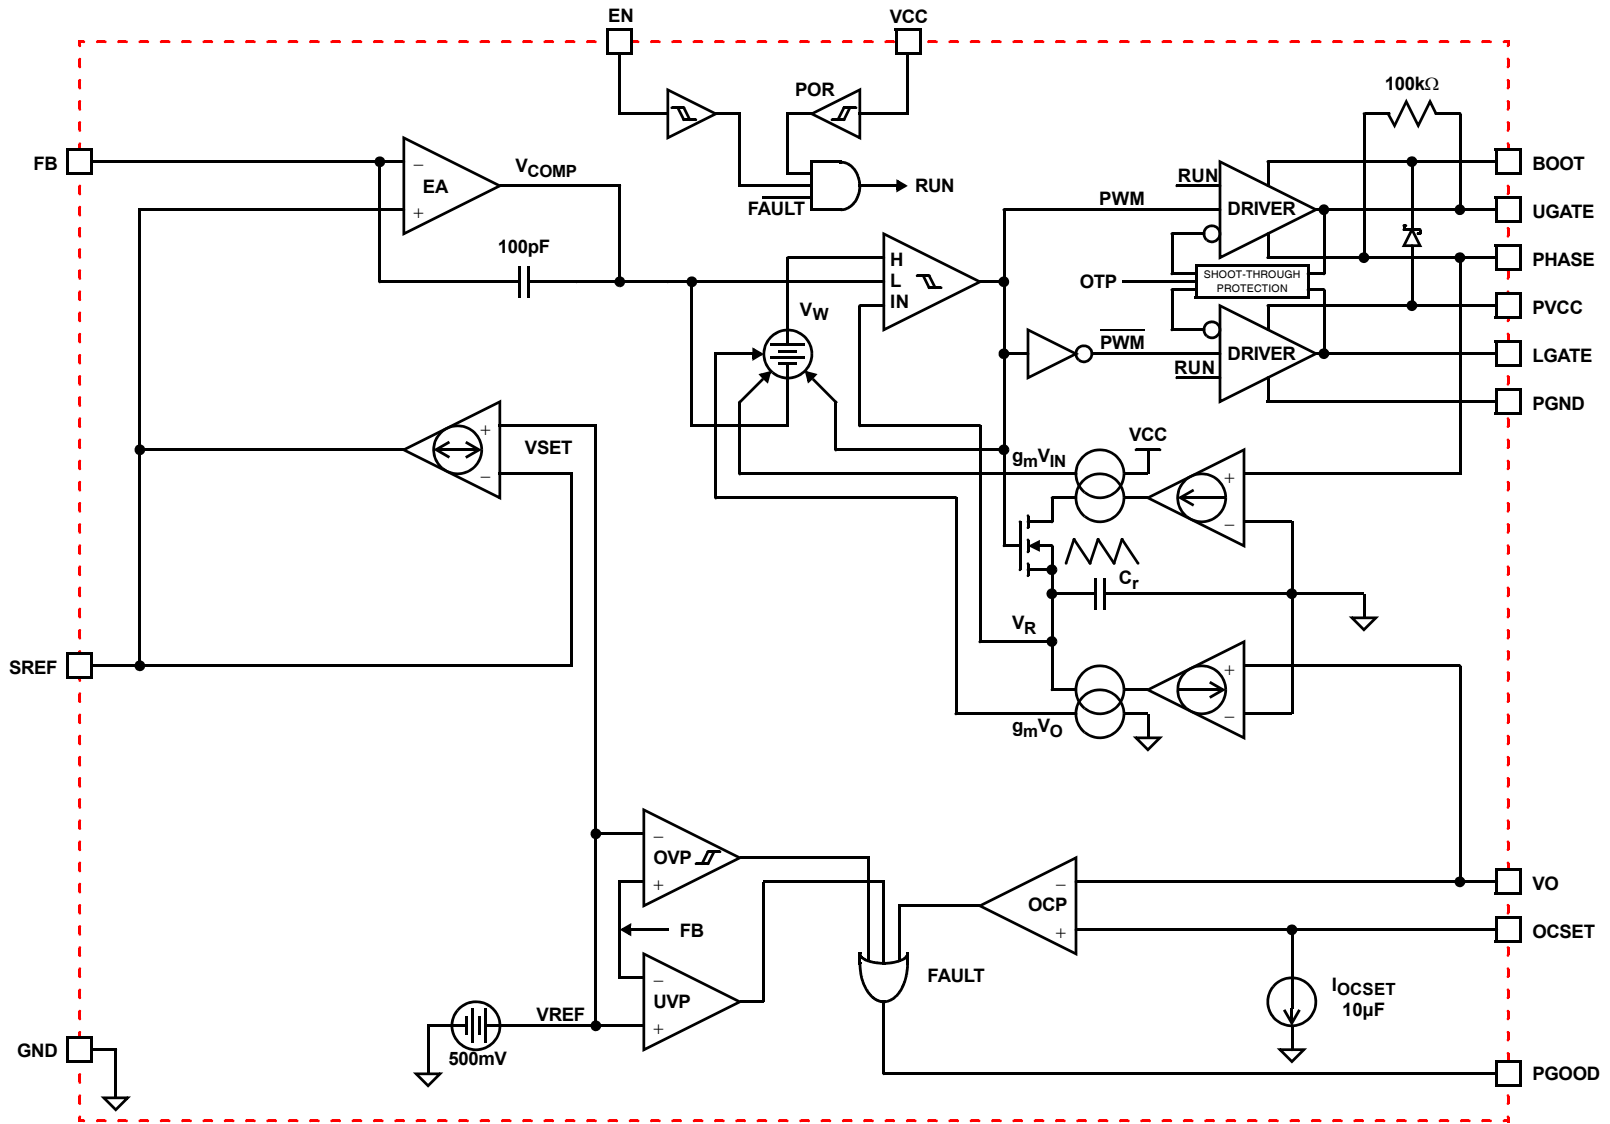 EN
VCC
POR
100kΩ
FB
−
EA
+
VCOMP
RUN
FAULT
BOOT
RUN
PWM
DRIVER
UGATE
100pF
H
L
IN
OTP
SHOOT-THROUGH
PROTECTION
PHASE
VW
PVCC
PWM
DRIVER
RUN
LGATE
PGND
+
−
VSET
gmVIN
VCC
+
−
Cr
VR
SREF
+
−
gmVO
−
OVP
+
FB
−
UVP
+
VREF
500mV
FAULT
−
OCP
+
VO
OCSET
IOCSET
10µF
GND
PGOOD